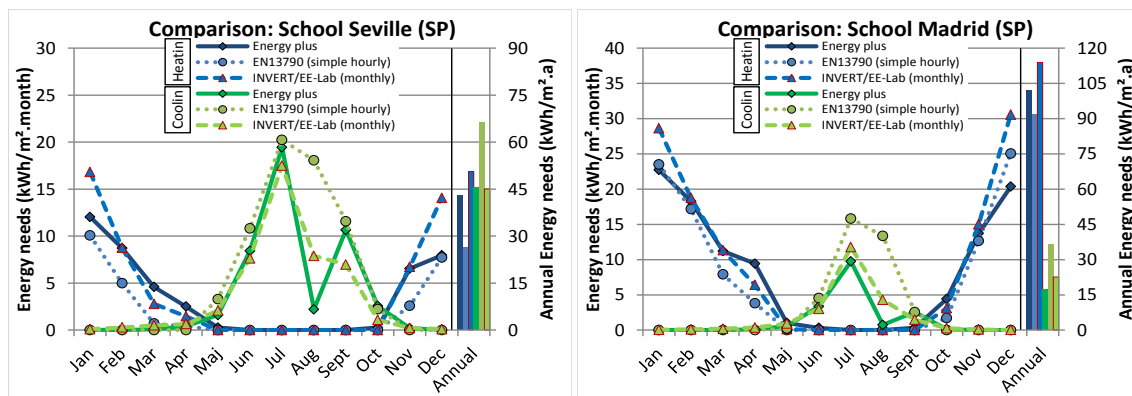 Comparison: School Seville (SP)
Energy needs (kWh/m².month)
30
25
20
15
10
5
0
Heatin
Energy plus
EN13790 (simple hourly)
INVERT/EE-Lab (monthly)
Coolin
Energy plus
EN13790 (simple hourly)
INVERT/EE-Lab (monthly)
90
75
60
45
30
15
0
Annual Energy needs (kWh/m².a)
Jan
Feb
Mar
Apr
Maj
Jun
Jul
Aug
Sept
Oct
Nov
Dec
Annual
Comparison: School Madrid (SP)
Energy needs (kWh/m².month)
40
35
30
25
20
15
10
5
0
Heatin
Energy plus
EN13790 (simple hourly)
INVERT/EE-Lab (monthly)
Coolin
Energy plus
EN13790 (simple hourly)
INVERT/EE-Lab (monthly)
120
105
90
75
60
45
30
15
0
Annual Energy needs (kWh/m².a)
Jan
Feb
Mar
Apr
Maj
Jun
Jul
Aug
Sept
Oct
Nov
Dec
Annual